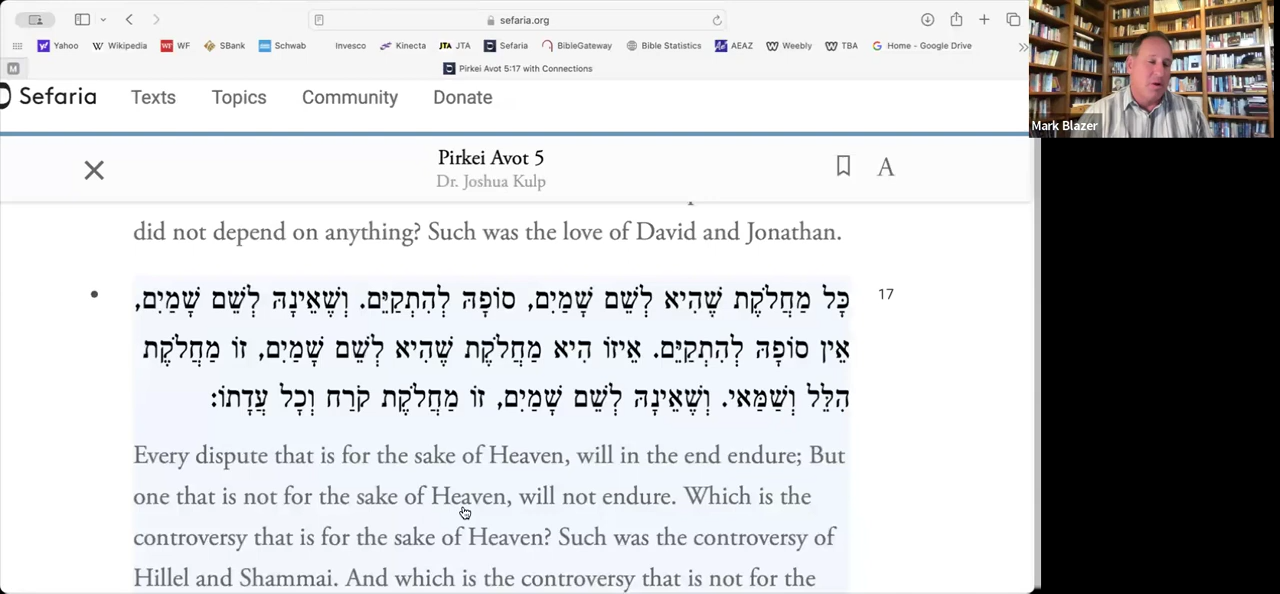 sefaria.org
Yahoo Wikipedia WF SBank Schwab Invesco Kinecta JTA Sefaria BibleGateway Bible Statistics AEAZ Weebly TBA Home - Google Drive
M Pirkei Avot 5:17 with Connections
Sefaria Texts Topics Community Donate
Mark Blazer
Pirkei Avot 5
A
Dr. Joshua Kulp
did not depend on anything? Such was the love of David and Jonathan.
17
כָּל מַחֲלֹקֶת שֶׁהִיא לְשֵׁם שָׁמַיִם, סוֹפָהּ לְהִתְקַיֵּם. וְשֶׁאֵינָהּ לְשֵׁם שָׁמַיִם,
אֵין סוֹפָהּ לְהִתְקַיֵּם. אֵיזוֹ הִיא מַחֲלֹקֶת שֶׁהִיא לְשֵׁם שָׁמַיִם, זוֹ מַחֲלֹקֶת
הִלֵּל וְשַׁמַּאי. וְשֶׁאֵינָהּ לְשֵׁם שָׁמַיִם, זוֹ מַחֲלֹקֶת קֹרַח וְכָל עֲדָתוֹ:
Every dispute that is for the sake of Heaven, will in the end endure; But
one that is not for the sake of Heaven, will not endure. Which is the
controversy that is for the sake of Heaven? Such was the controversy of
Hillel and Shammai. And which is the controversy that is not for the